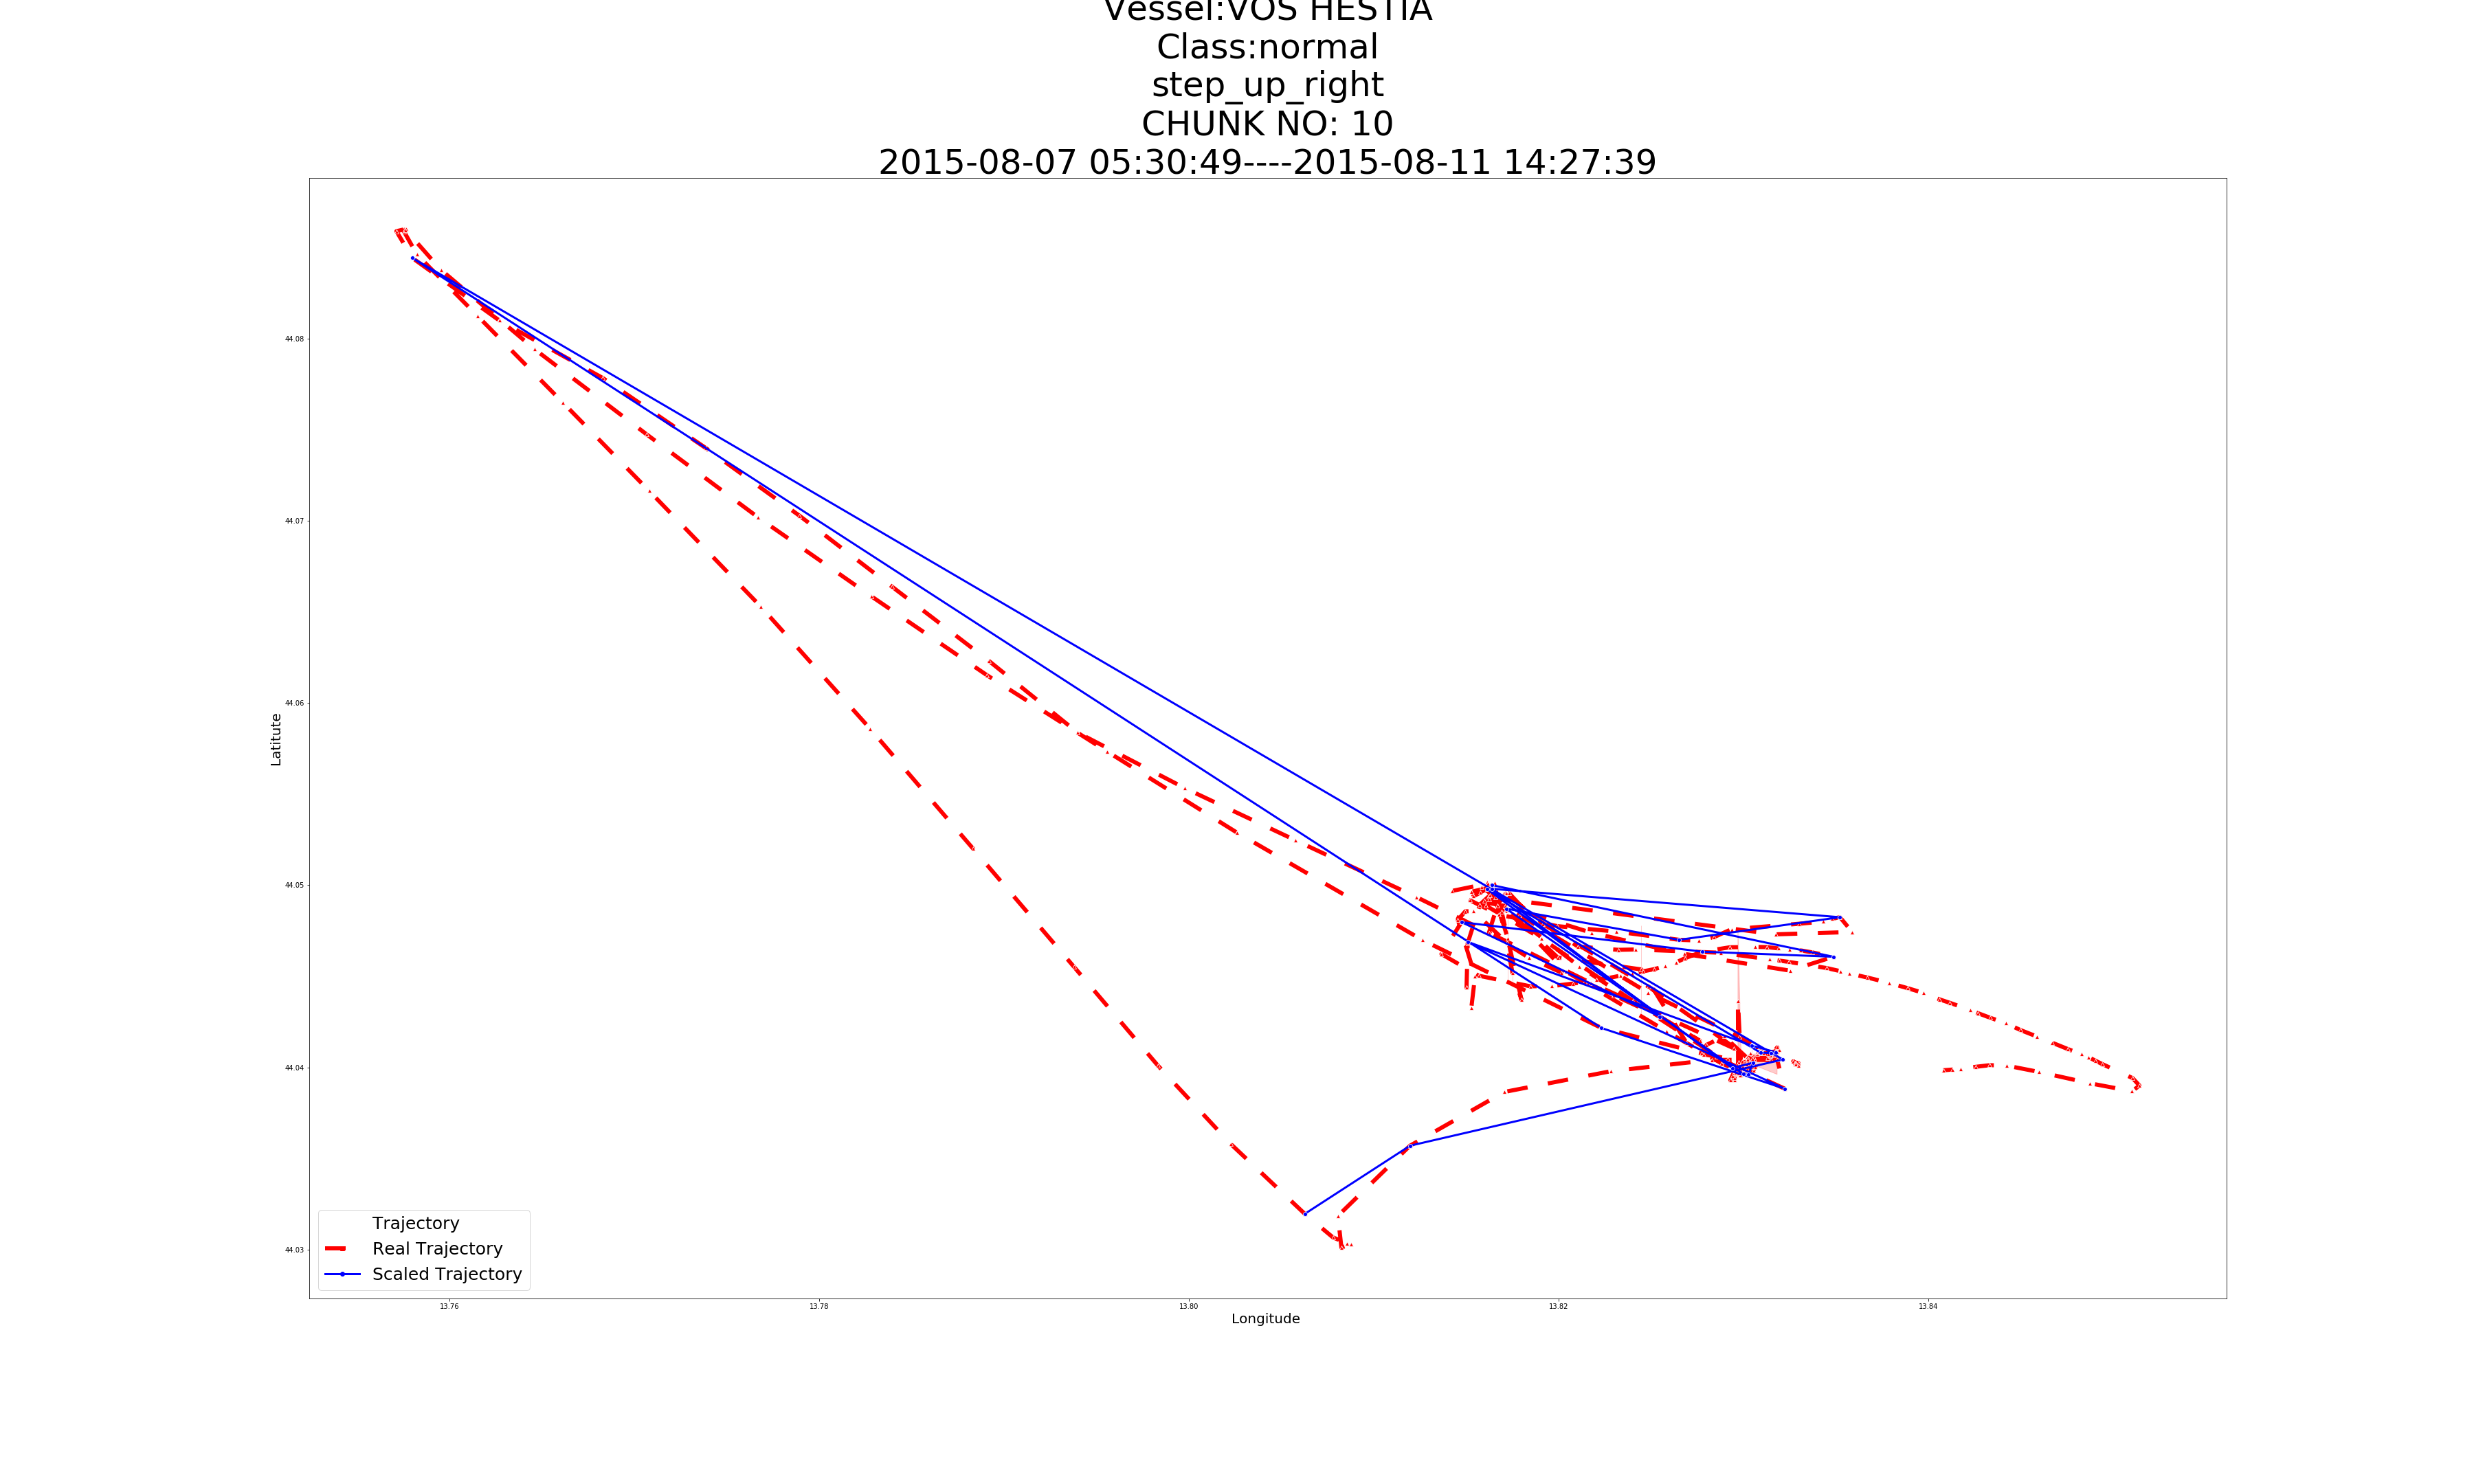 Vessel:VOS HESTIA
Class:normal
step_up_right
CHUNK NO: 10
2015-08-07 05:30:49----2015-08-11 14:27:39
44.08
44.07
44.06
44.05
44.04
44.03
Latitute
13.76
13.78
13.80
13.82
13.84
Longitude
Trajectory
Real Trajectory
Scaled Trajectory